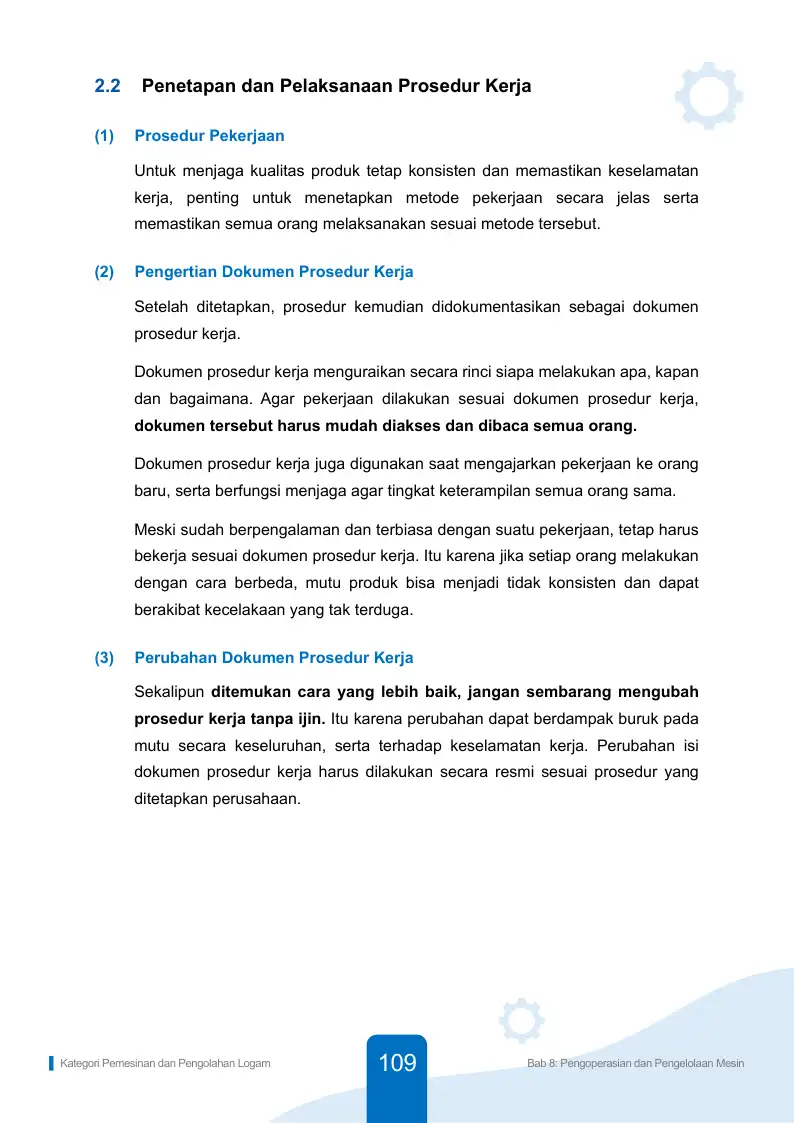 2.2 Penetapan dan Pelaksanaan Prosedur Kerja
(1) Prosedur Pekerjaan
Untuk menjaga kualitas produk tetap konsisten dan memastikan keselamatan
kerja, penting untuk menetapkan metode pekerjaan secara jelas serta
memastikan semua orang melaksanakan sesuai metode tersebut.
(2) Pengertian Dokumen Prosedur Kerja
Setelah ditetapkan, prosedur kemudian didokumentasikan sebagai dokumen
prosedur kerja.
Dokumen prosedur kerja menguraikan secara rinci siapa melakukan apa, kapan
dan bagaimana. Agar pekerjaan dilakukan sesuai dokumen prosedur kerja,
dokumen tersebut harus mudah diakses dan dibaca semua orang.
Dokumen prosedur kerja juga digunakan saat mengajarkan pekerjaan ke orang
baru, serta berfungsi menjaga agar tingkat keterampilan semua orang sama.
Meski sudah berpengalaman dan terbiasa dengan suatu pekerjaan, tetap harus
bekerja sesuai dokumen prosedur kerja. Itu karena jika setiap orang melakukan
dengan cara berbeda, mutu produk bisa menjadi tidak konsisten dan dapat
berakibat kecelakaan yang tak terduga.
(3) Perubahan Dokumen Prosedur Kerja
Sekalipun ditemukan cara yang lebih baik, jangan sembarang mengubah
prosedur kerja tanpa ijin. Itu karena perubahan dapat berdampak buruk pada
mutu secara keseluruhan, serta terhadap keselamatan kerja. Perubahan isi
dokumen prosedur kerja harus dilakukan secara resmi sesuai prosedur yang
ditetapkan perusahaan.
Kategori Pemesinan dan Pengolahan Logam
109
Bab 8: Pengoperasian dan Pengelolaan Mesin